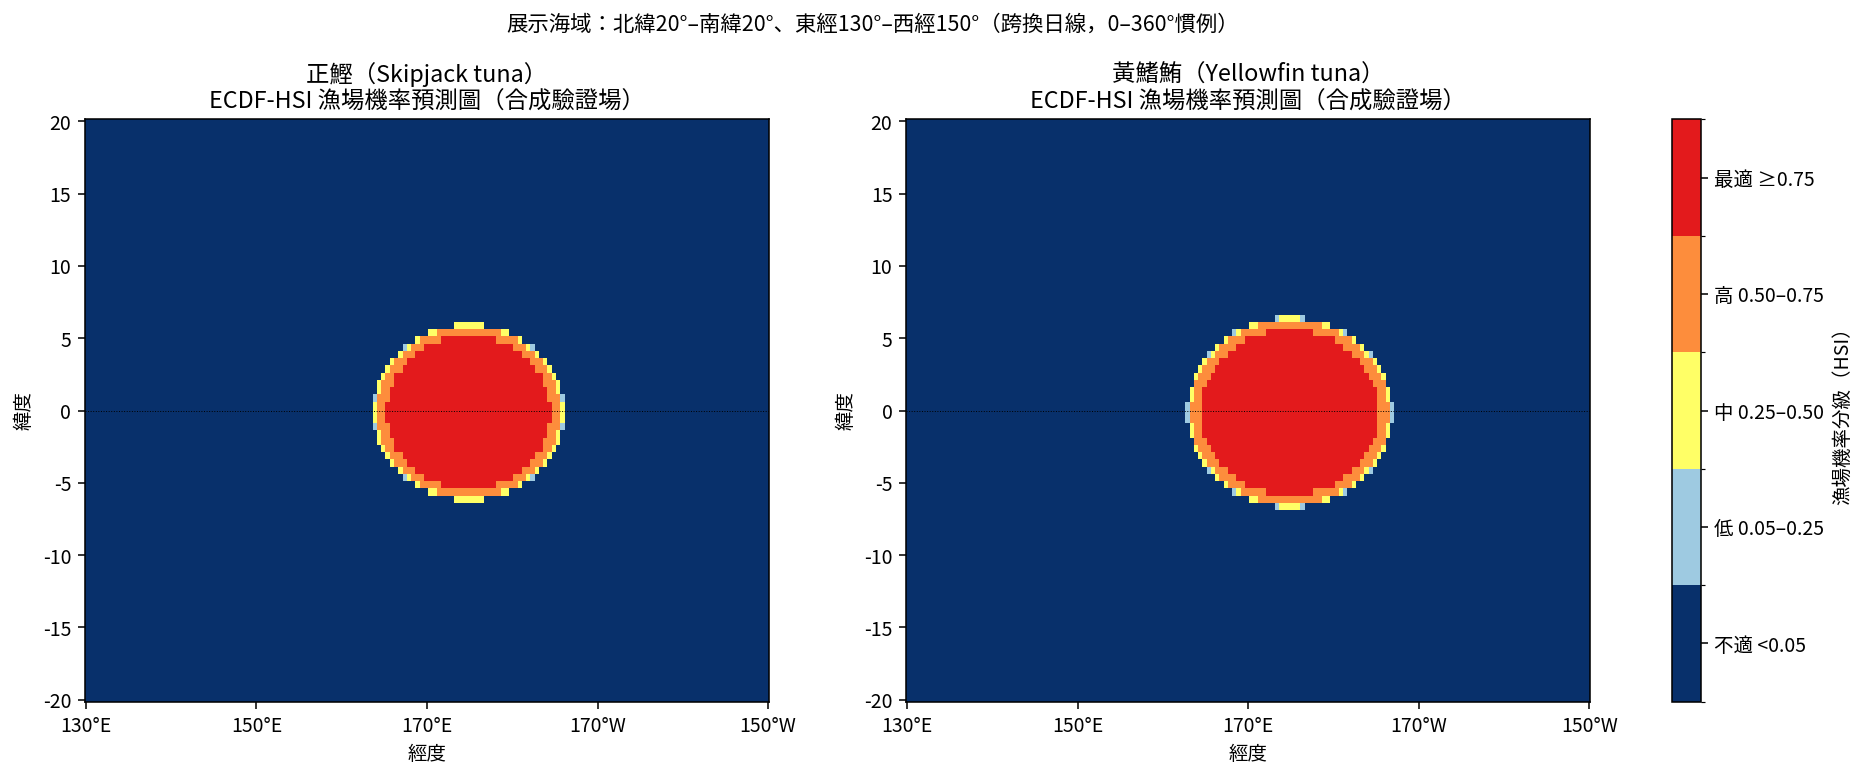 展示海域：北緯20°–南緯20°、東經130°–西經150°（跨換日線，0–360°慣例）
正鰹（Skipjack tuna）
ECDF-HSI 漁場機率預測圖（合成驗證場）
20
15
10
5
0
-5
-10
-15
-20
緯度
130°E
150°E
170°E
170°W
150°W
經度
黃鰭鮪（Yellowfin tuna）
ECDF-HSI 漁場機率預測圖（合成驗證場）
20
15
10
5
0
-5
-10
-15
-20
緯度
130°E
150°E
170°E
170°W
150°W
經度
最適 ≥0.75
高 0.50–0.75
中 0.25–0.50
低 0.05–0.25
不適 <0.05
漁場機率分級（HSI）